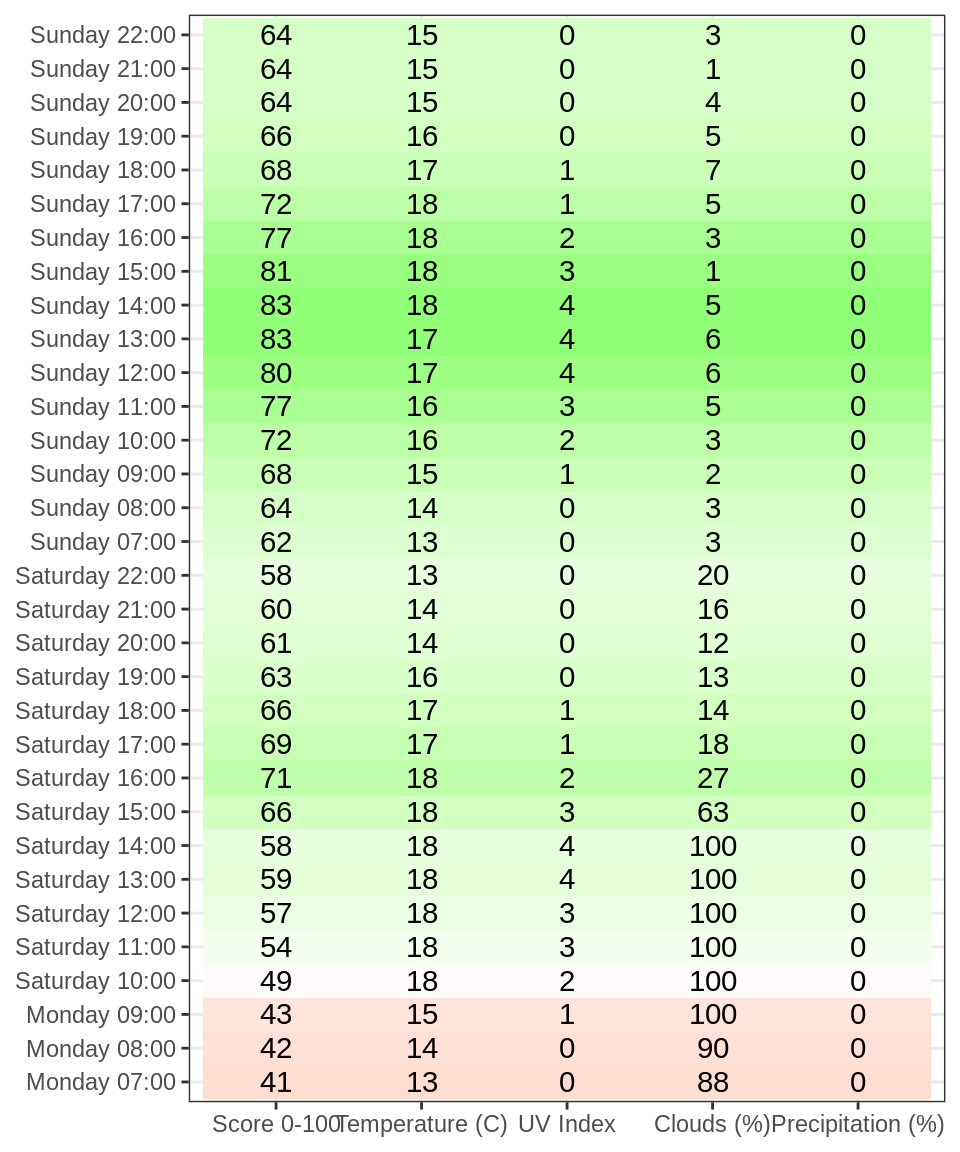 Sunday 22:00 64 15 0 3 0
Sunday 21:00 64 15 0 1 0
Sunday 20:00 64 15 0 4 0
Sunday 19:00 66 16 0 5 0
Sunday 18:00 68 17 1 7 0
Sunday 17:00 72 18 1 5 0
Sunday 16:00 77 18 2 3 0
Sunday 15:00 81 18 3 1 0
Sunday 14:00 83 18 4 5 0
Sunday 13:00 83 17 4 6 0
Sunday 12:00 80 17 4 6 0
Sunday 11:00 77 16 3 5 0
Sunday 10:00 72 16 2 3 0
Sunday 09:00 68 15 1 2 0
Sunday 08:00 64 14 0 3 0
Sunday 07:00 62 13 0 3 0
Saturday 22:00 58 13 0 20 0
Saturday 21:00 60 14 0 16 0
Saturday 20:00 61 14 0 12 0
Saturday 19:00 63 16 0 13 0
Saturday 18:00 66 17 1 14 0
Saturday 17:00 69 17 1 18 0
Saturday 16:00 71 18 2 27 0
Saturday 15:00 66 18 3 63 0
Saturday 14:00 58 18 4 100 0
Saturday 13:00 59 18 4 100 0
Saturday 12:00 57 18 3 100 0
Saturday 11:00 54 18 3 100 0
Saturday 10:00 49 18 2 100 0
Monday 09:00 43 15 1 100 0
Monday 08:00 42 14 0 90 0
Monday 07:00 41 13 0 88 0
Score 0-100 Temperature (C) UV Index Clouds (%) Precipitation (%)